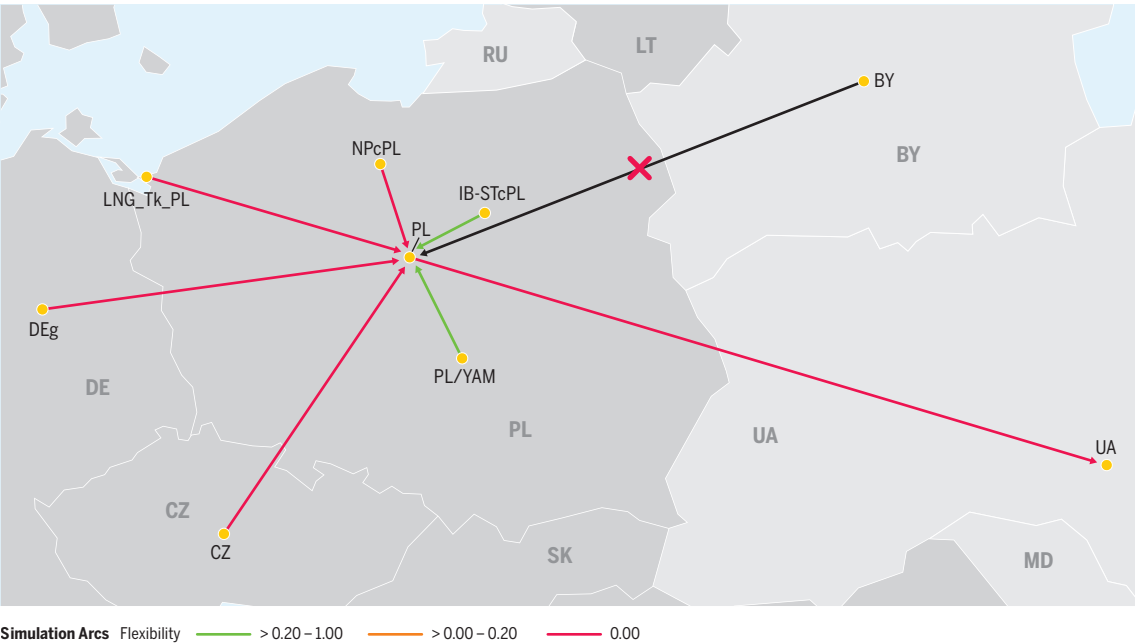 LT
RU
BY
BY
NPcPL
IB-STcPL
LNG_Tk_PL
PL
DEg
PL/YAM
DE
PL
UA
UA
CZ
CZ
SK
MD
Simulation Arcs Flexibility > 0.20 – 1.00 > 0.00 – 0.20 0.00